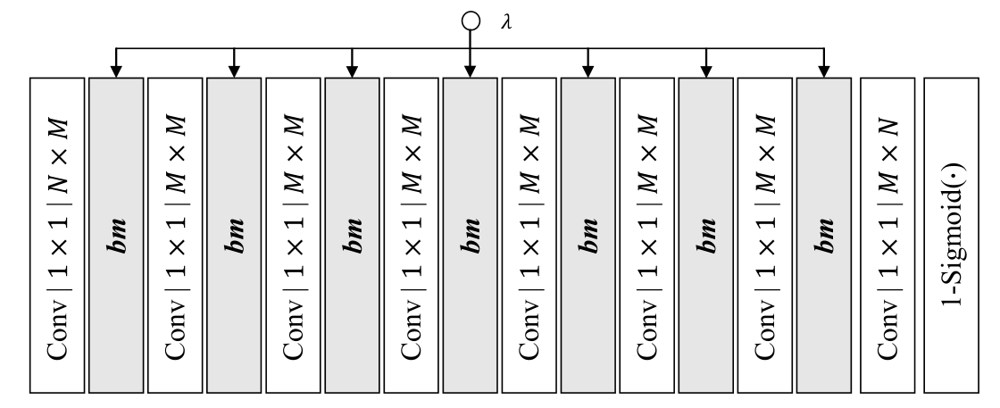 λ
Conv | 1 × 1 | N × M
bm
Conv | 1 × 1 | M × M
bm
Conv | 1 × 1 | M × M
bm
Conv | 1 × 1 | M × M
bm
Conv | 1 × 1 | M × M
bm
Conv | 1 × 1 | M × M
bm
Conv | 1 × 1 | M × M
bm
Conv | 1 × 1 | M × N
1-Sigmoid(·)